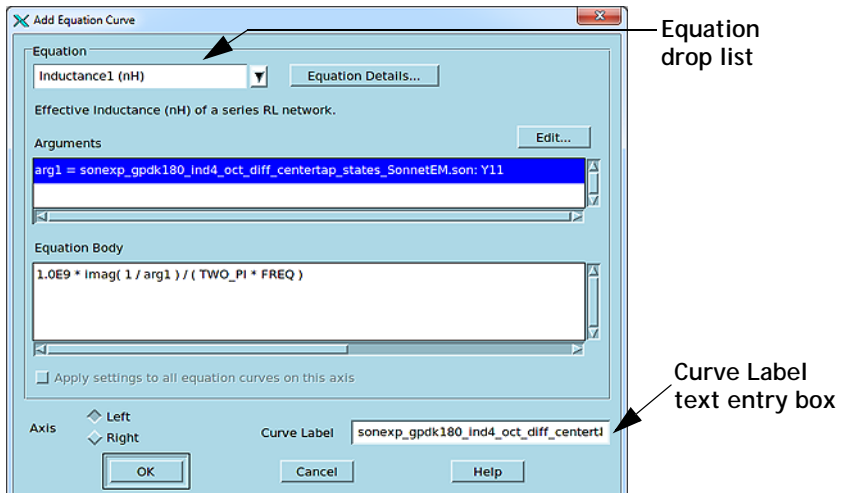 Add Equation Curve
Equation
Inductance1 (nH)
Equation Details...
Effective Inductance (nH) of a series RL network.
Arguments
Edit...
arg1 = sonexp_gpdk180_ind4_oct_diff_centertap_states_SonnetEM.son: Y11
Equation Body
1.0E9 * imag( 1 / arg1 ) / ( TWO_PI * FREQ )
Apply settings to all equation curves on this axis
Axis
Left
Right
Curve Label
sonexp_gpdk180_ind4_oct_diff_centert
OK
Cancel
Help
Equation
drop list
Curve Label
text entry box